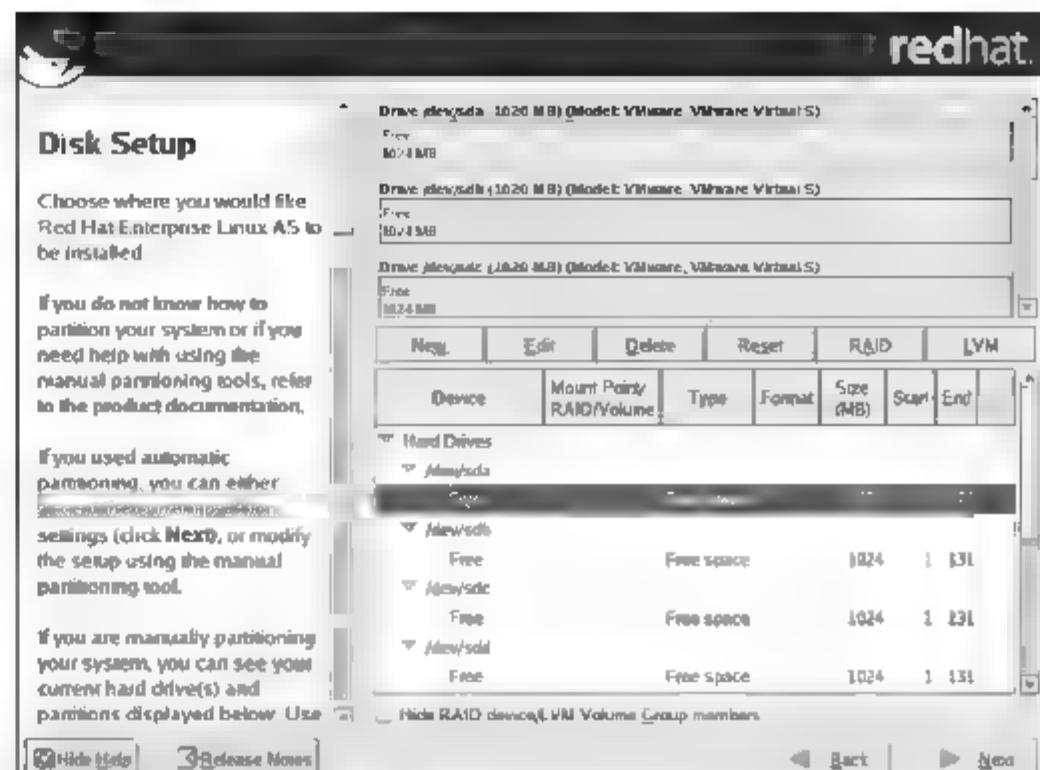 redhat.
Disk Setup
Choose where you would like
Red Hat Enterprise Linux AS to
be installed
If you do not know how to
partition your system or if you
need help with using the
manual partitioning tools, refer
to the product documentation.
If you used automatic
partitioning, you can either
settings (click Next), or modify
the setup using the manual
partitioning tool.
If you are manually partitioning
your system, you can see your
current hard drive(s) and
partitions displayed below. Use
Drive /dev/sda (1020 MB) (Model: VMware, VMware Virtual S)
Free
1024 MB
Drive /dev/sdb (1020 MB) (Model: VMware, VMware Virtual S)
Free
1024 MB
Drive /dev/sdc (1020 MB) (Model: VMware, VMware Virtual S)
Free
1024 MB
New Edit Delete Reset RAID LVM
Device Mount Point/ RAID/Volume Type Format Size (MB) Start End
Hard Drives
/dev/sda
/dev/sdb
Free Free space 1024 1 131
/dev/sdc
Free Free space 1024 1 131
/dev/sdd
Free Free space 1024 1 131
Hide RAID device/LVM Volume Group members
Hide Help Release Notes Back Next